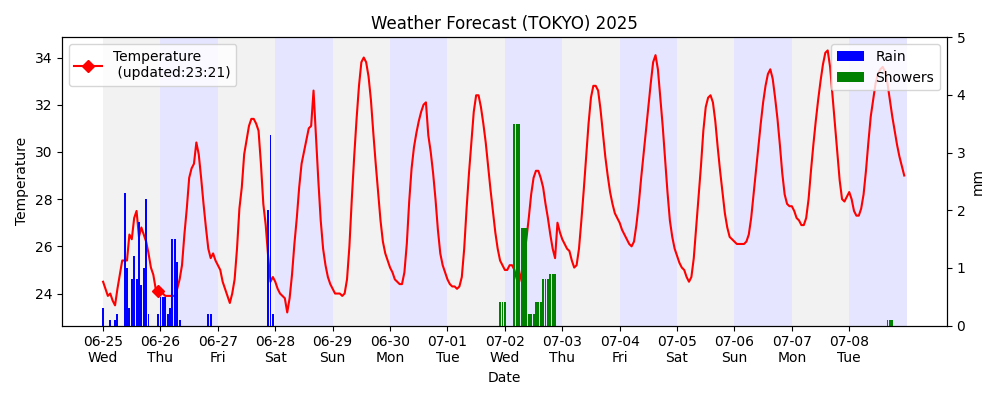 Weather Forecast (TOKYO) 2025
Temperature
(updated:23:21)
Rain
Showers
Temperature
34
32
30
28
26
24
5
4
3
2
1
0
mm
06-25 06-26 06-27 06-28 06-29 06-30 07-01 07-02 07-03 07-04 07-05 07-06 07-07 07-08
Wed Thu Fri Sat Sun Mon Tue Wed Thu Fri Sat Sun Mon Tue
Date